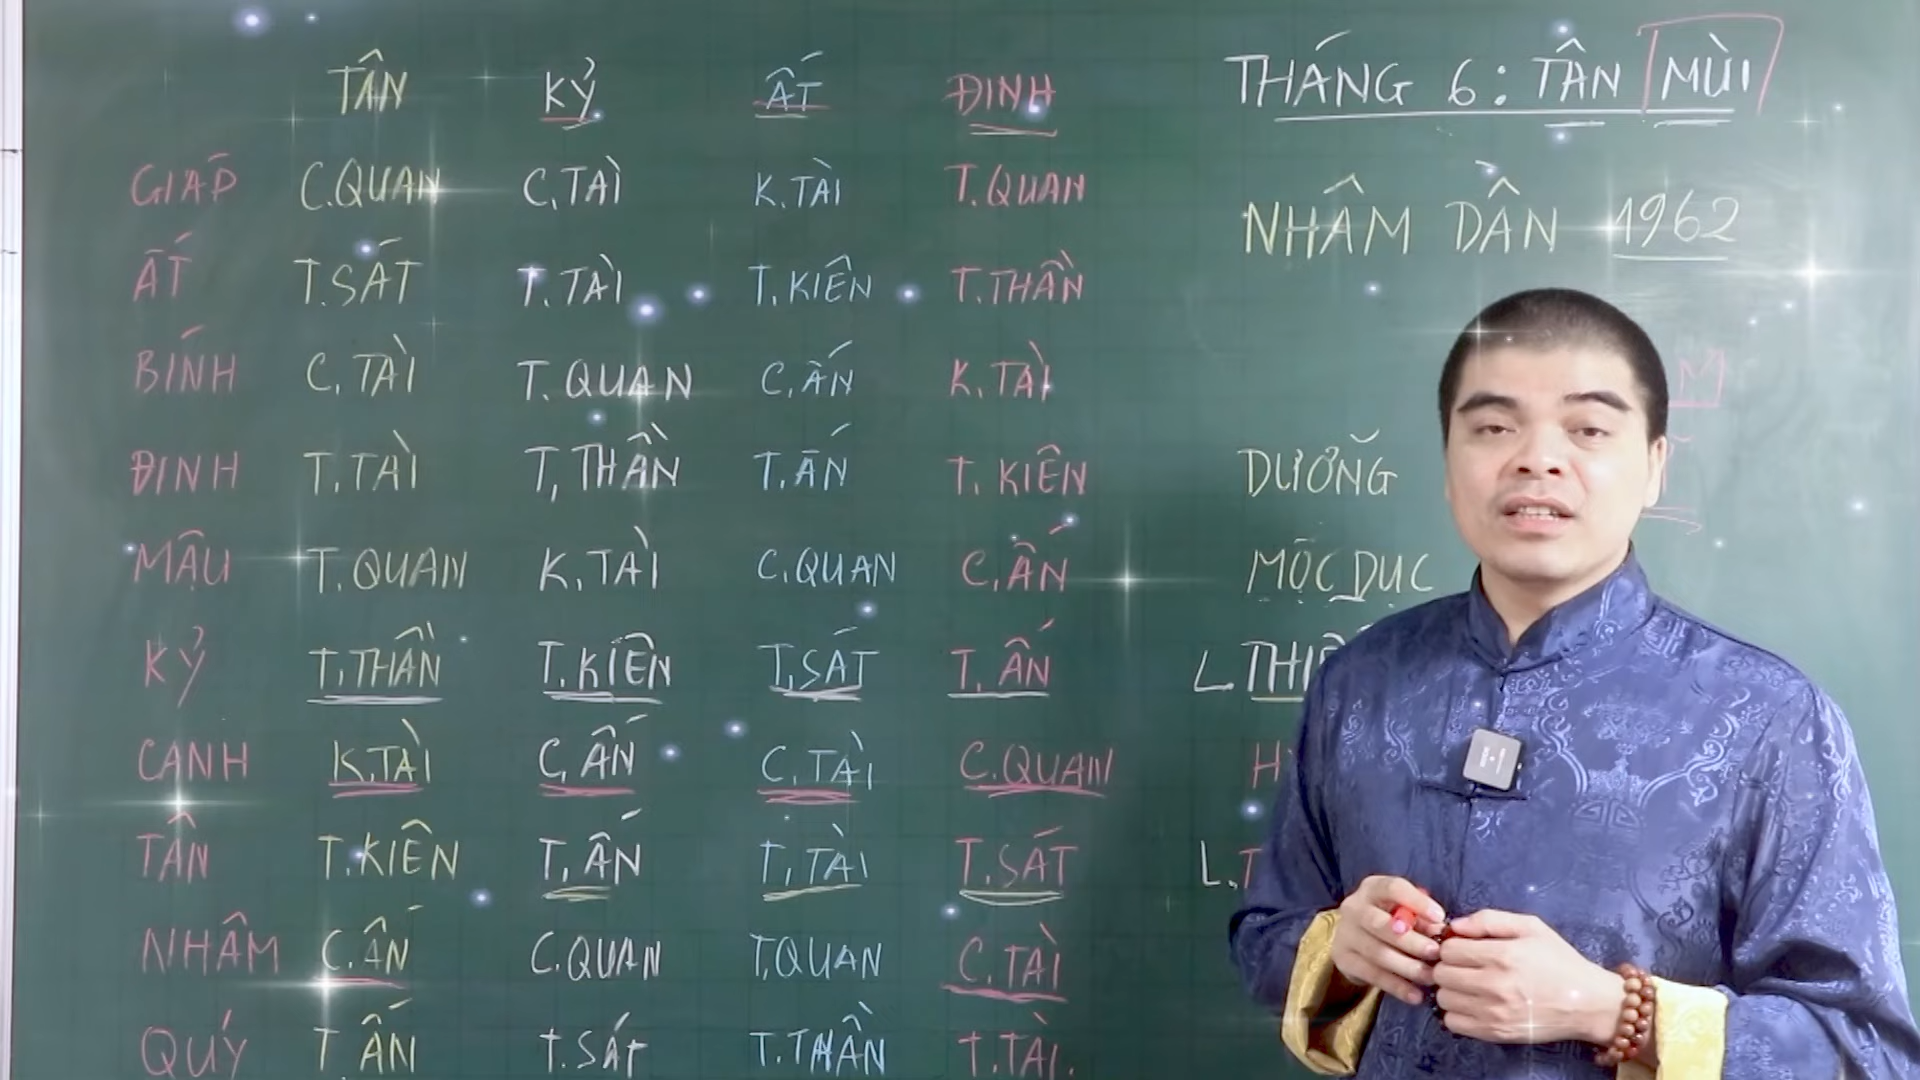 TÂN KỶ ẤT ĐINH
GIÁP C.QUAN C.TÀI K.TÀI T.QUAN
ẤT T.SÁT T.TÀI T.KIÊN T.THẦN
BÍNH C.TÀI T.QUAN C.ẤN K.TÀI
ĐINH T.TÀI T.THẦN T.ẤN T.KIÊN
MẬU T.QUAN K.TÀI C.QUAN C.ẤN
KỶ T.THẦN T.KIÊN T.SÁT T.ẤN
CANH K.TÀI C.ẤN C.TÀI C.QUAN
TÂN T.KIÊN T.ẤN T.TÀI T.SÁT
NHÂM C.ẤN C.QUAN T.QUAN C.TÀI
QUÝ T ẤN T.SÁT T.THẦN T.TÀI.
THÁNG 6: TÂN MÙI
NHÂM DẦN 1962
DƯỠNG
MỘC DỤC